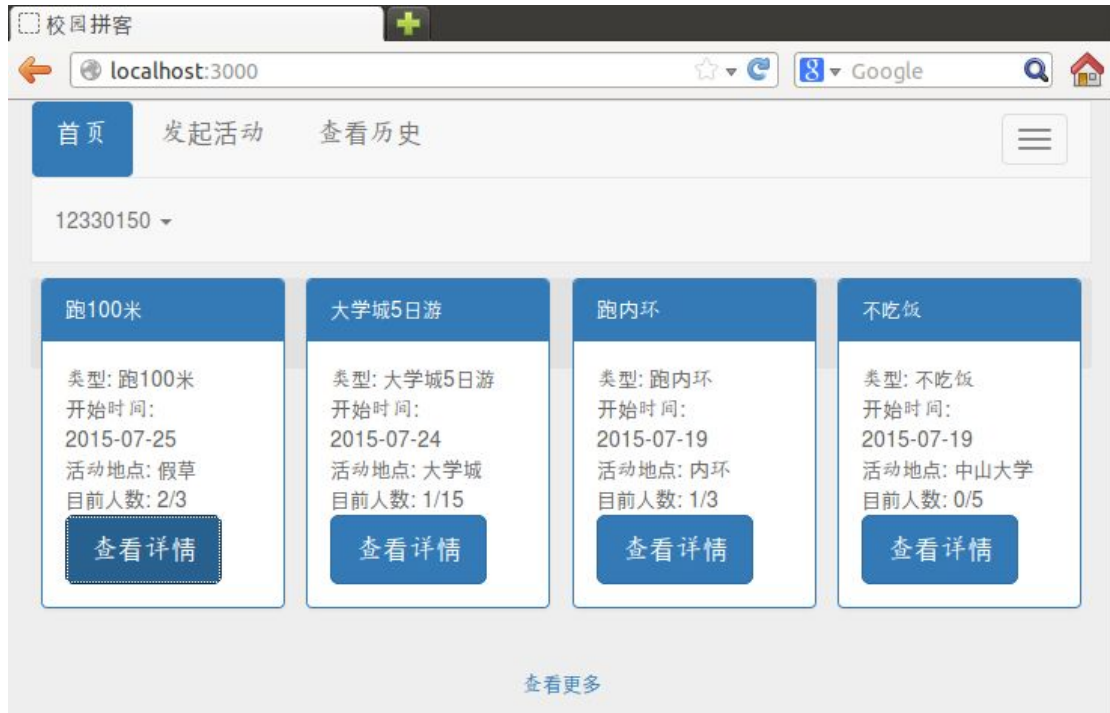 校园拼客
localhost:3000
Google
首页 发起活动 查看历史
12330150
跑100米
类型: 跑100米
开始时间:
2015-07-25
活动地点: 假草
目前人数: 2/3
查看详情
大学城5日游
类型: 大学城5日游
开始时间:
2015-07-24
活动地点: 大学城
目前人数: 1/15
查看详情
跑内环
类型: 跑内环
开始时间:
2015-07-19
活动地点: 内环
目前人数: 1/3
查看详情
不吃饭
类型: 不吃饭
开始时间:
2015-07-19
活动地点: 中山大学
目前人数: 0/5
查看详情
查看更多